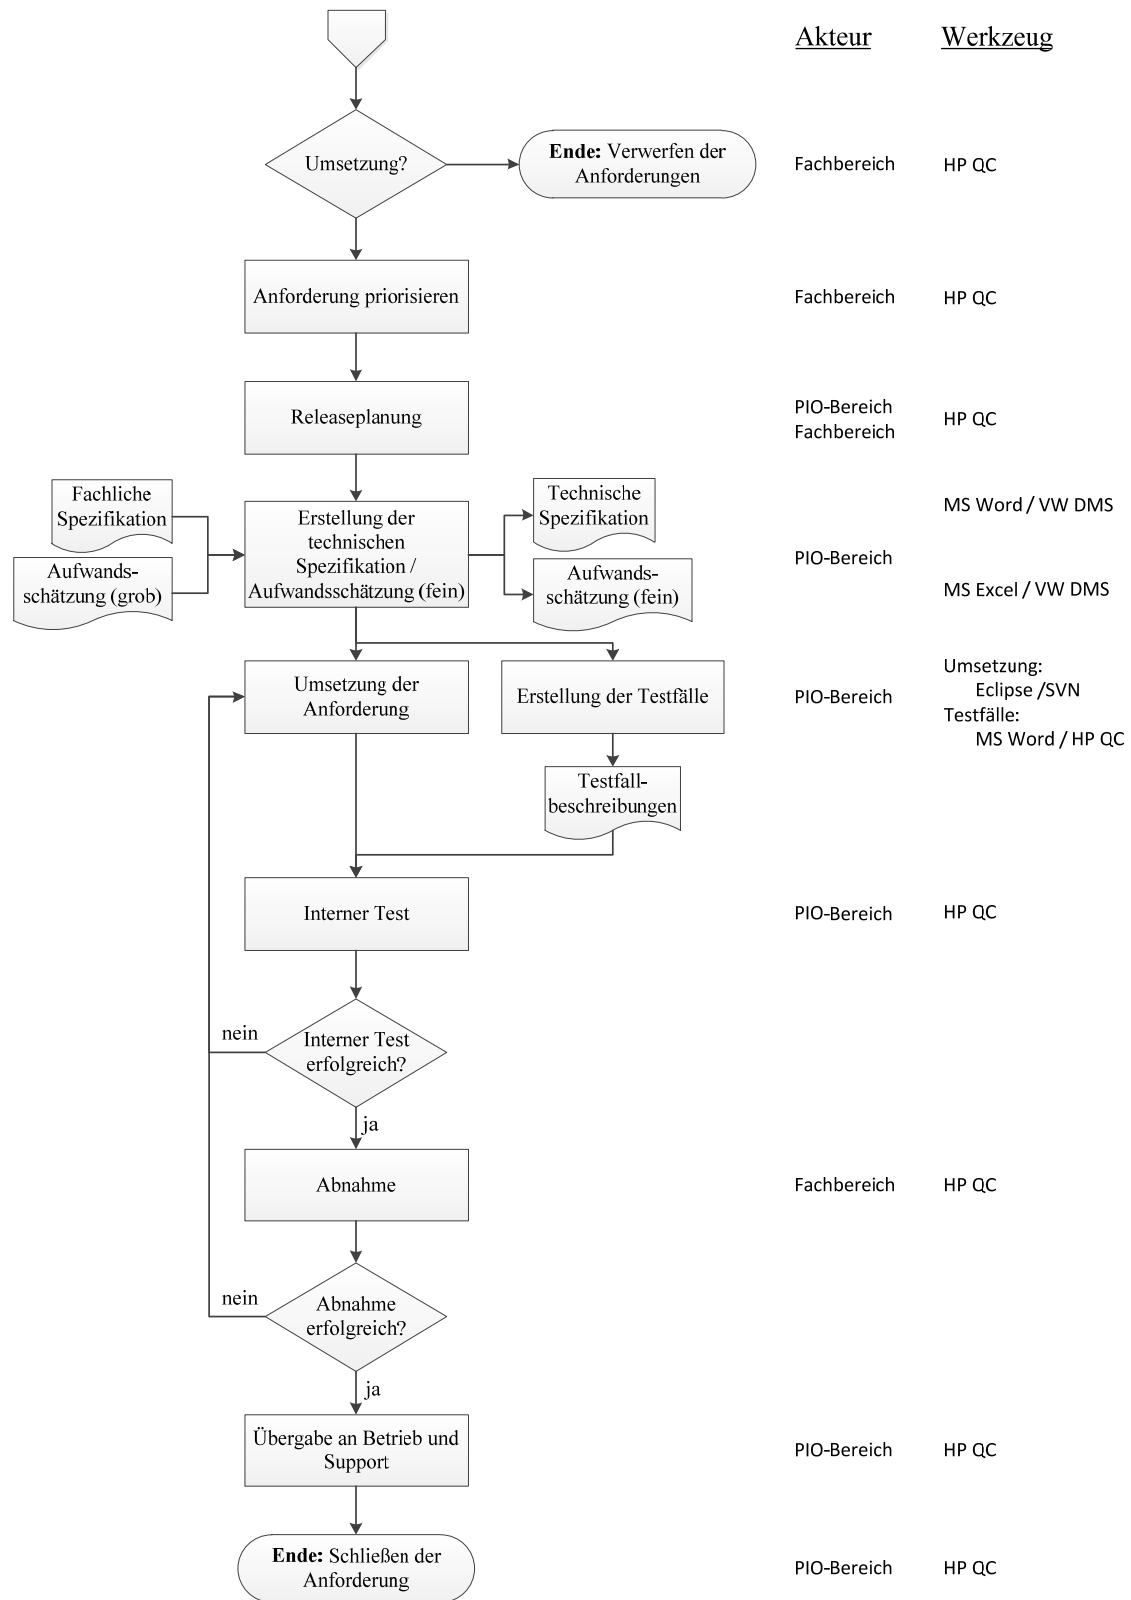 Akteur Werkzeug
Umsetzung?
Ende: Verwerfen der
Anforderungen
Fachbereich HP QC
Anforderung priorisieren
Fachbereich HP QC
Releaseplanung
PIO-Bereich
Fachbereich
HP QC
Fachliche
Spezifikation
Aufwands-
schätzung (grob)
Erstellung der
technischen
Spezifikation /
Aufwandsschätzung (fein)
Technische
Spezifikation
Aufwands-
schätzung (fein)
PIO-Bereich
MS Word / VW DMS
MS Excel / VW DMS
Umsetzung der
Anforderung
Erstellung der Testfälle
PIO-Bereich
Umsetzung:
Eclipse /SVN
Testfälle:
MS Word / HP QC
Testfall-
beschreibungen
Interner Test
PIO-Bereich HP QC
nein
Interner Test
erfolgreich?
ja
Abnahme
Fachbereich HP QC
nein
Abnahme
erfolgreich?
ja
Übergabe an Betrieb und
Support
PIO-Bereich HP QC
Ende: Schließen der
Anforderung
PIO-Bereich HP QC